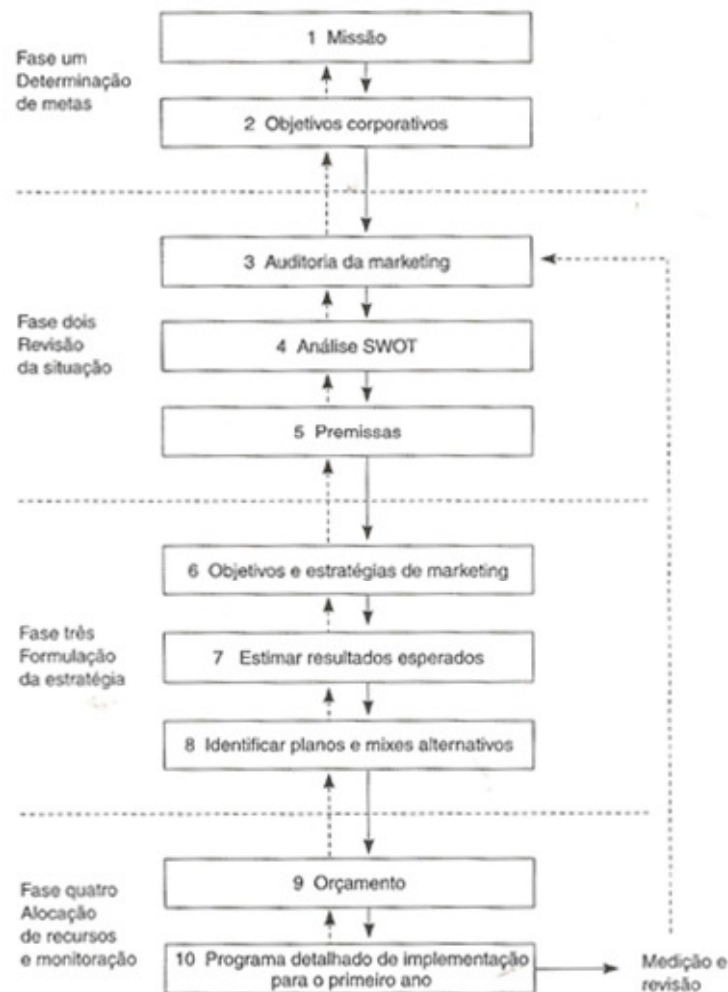 1 Missão
Fase um
Determinação
de metas
2 Objetivos corporativos
3 Auditoria da marketing
Fase dois
Revisão
da situação
4 Análise SWOT
5 Premissas
6 Objetivos e estratégias de marketing
Fase três
Formulação
da estratégia
7 Estimar resultados esperados
8 Identificar planos e mixes alternativos
Fase quatro
Alocação
de recursos
e monitoração
9 Orçamento
10 Programa detalhado de implementação
para o primeiro ano
Medição e
revisão